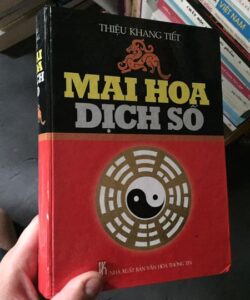 THIỆU KHANG TIẾT
MAI HOA
DỊCH SỐ
NHÀ XUẤT BẢN VĂN HÓA THÔNG TIN